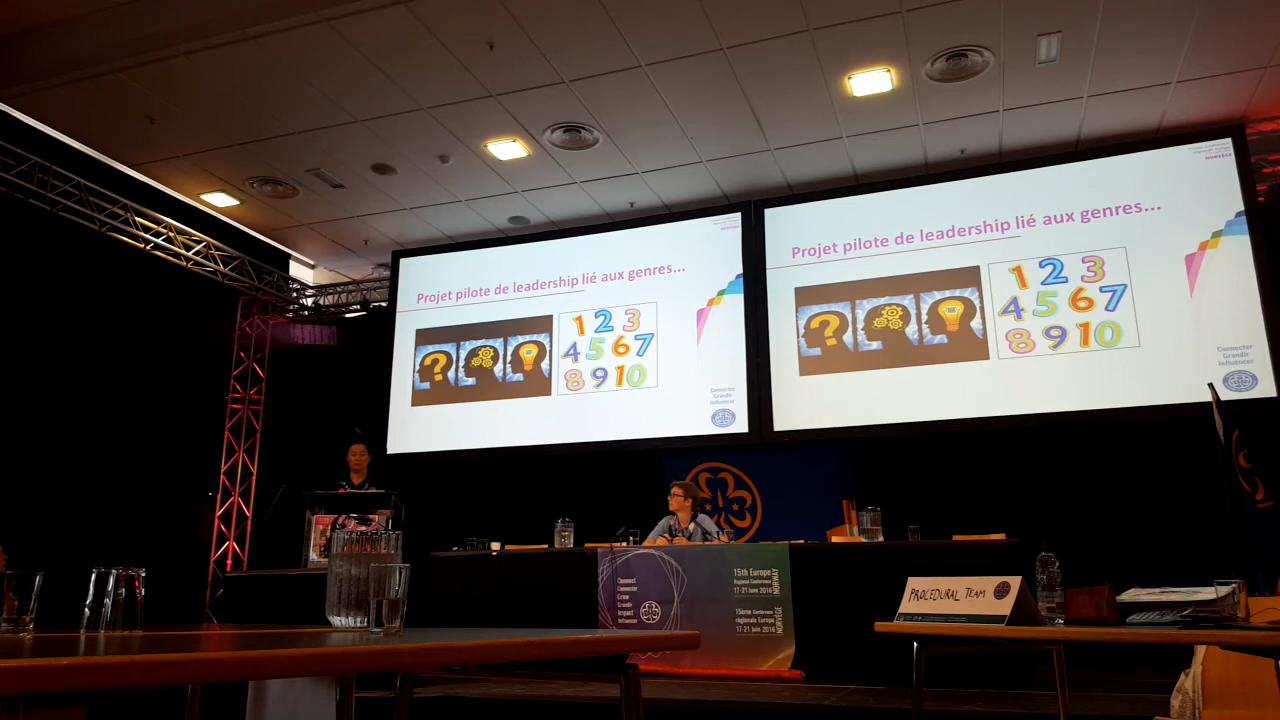 Projet pilote de leadership lié aux genres...
1 2 3
4 5 6 7
8 9 10
Connecter
Grandir
Influencer
NORVÈGE
Projet pilote de leadership lié aux genres...
1 2 3
4 5 6 7
8 9 10
Connecter
Grandir
Influencer
Connect
Connecter
Grow
Grandir
Impact
Influencer
15th Europe
Regional Conference
17-21 June 2016
NORWAY
15ème Conférence
régionale Europe
17-21 juin 2016
NORVÈGE
PROCEDURAL TEAM